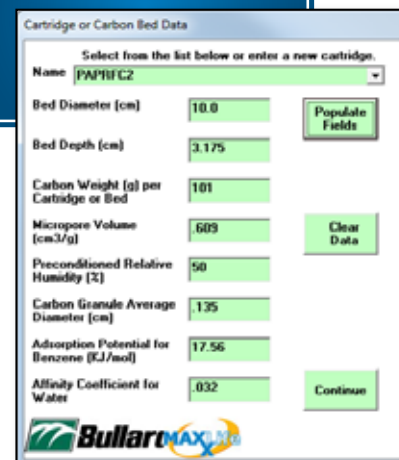 Cartridge or Carbon Bed Data
Select from the list below or enter a new cartridge.
Name PAPRFC2
Bed Diameter (cm) 10.0
Populate
Fields
Bed Depth (cm) 3.175
Carbon Weight (g) per
Cartridge or Bed 101
Micropore Volume
(cm3/g) .609
Clear
Data
Preconditioned Relative
Humidity (%) 50
Carbon Granule Average
Diameter (cm) .135
Adsorption Potential for
Benzene (KJ/mol) 17.56
Affinity Coefficient for
Water .032
Continue
Bullard MAXXLife